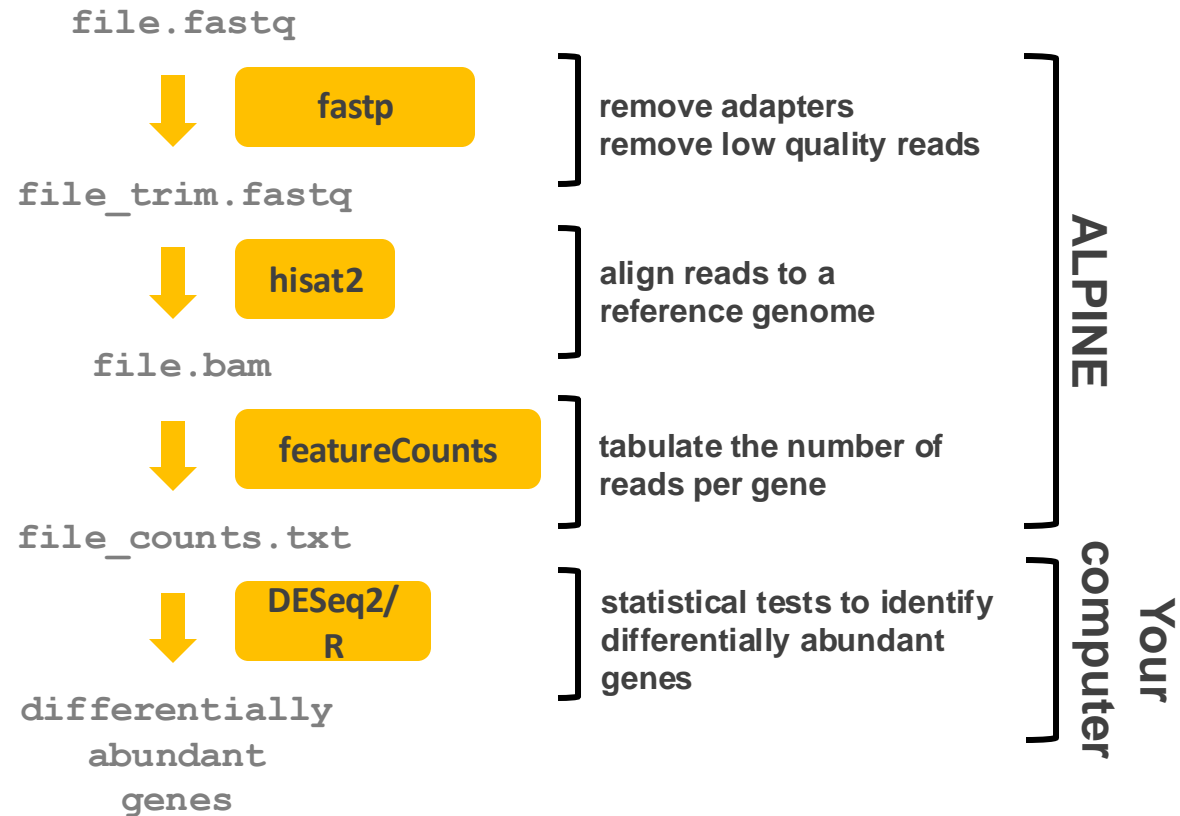 file.fastq
fastp
remove adapters
remove low quality reads
file_trim.fastq
hisat2
align reads to a
reference genome
file.bam
featureCounts
tabulate the number of
reads per gene
file_counts.txt
DESeq2/
R
statistical tests to identify
differentially abundant
genes
differentially
abundant
genes
ALPINE
Your
computer